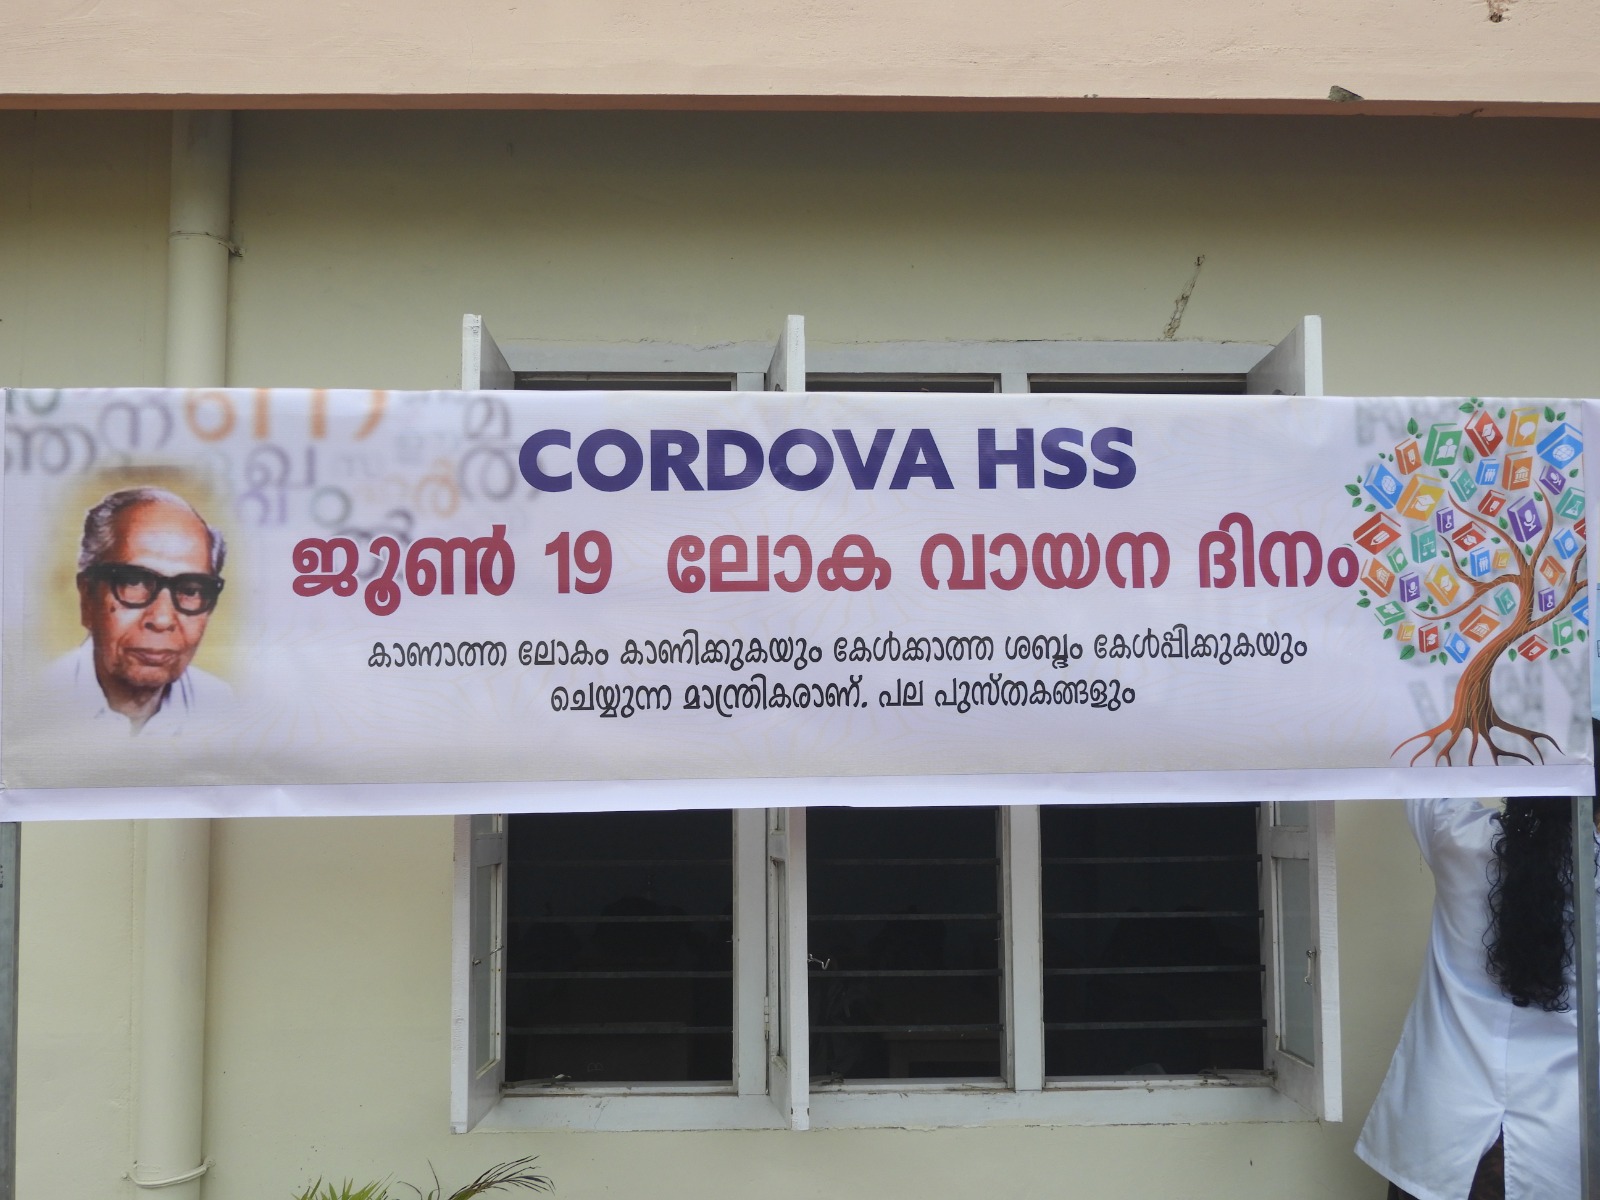 CORDOVA HSS
ജൂൺ 19 ലോക വായന ദിനം
കാണാത്ത ലോകം കാണിക്കുകയും കേൾക്കാത്ത ശബ്ദം കേൾപ്പിക്കുകയും
ചെയ്യുന്ന മാന്ത്രികരാണ്. പല പുസ്തകങ്ങളും